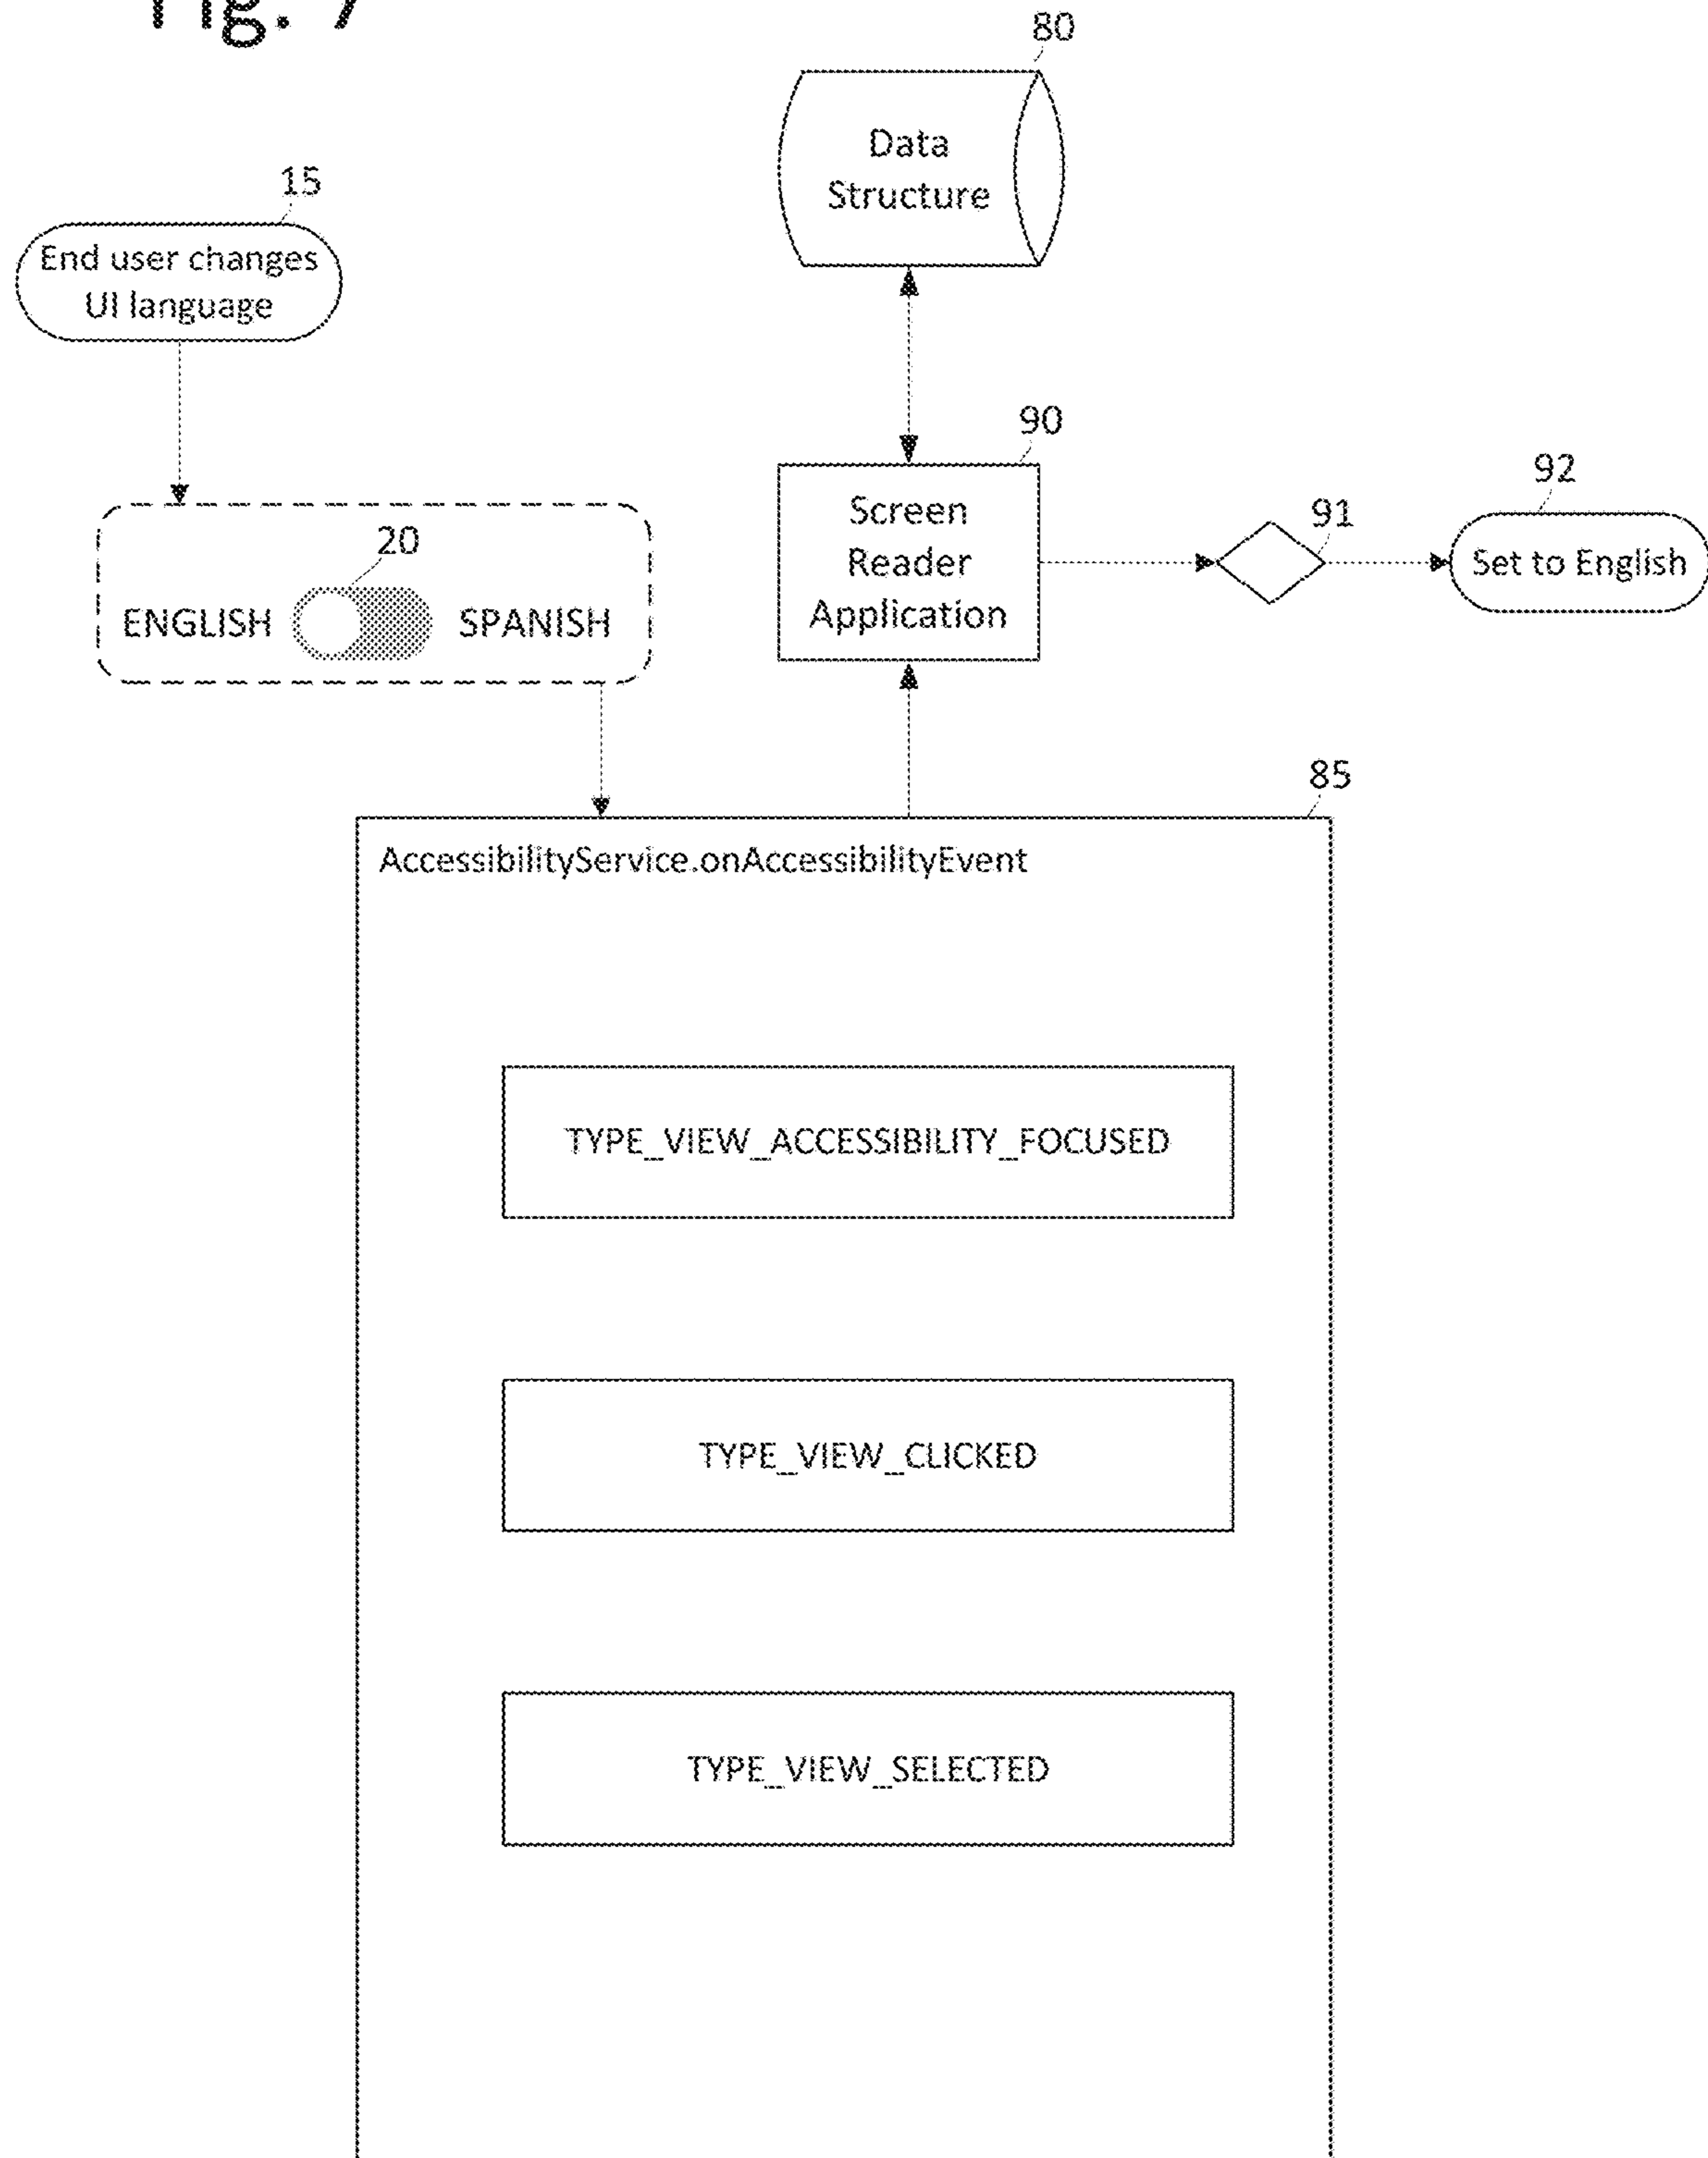 Fig. 7
80
Data
Structure
15
End user changes
UI language
90
Screen
Reader
Application
91
92
Set to English
20
ENGLISH
SPANISH
85
AccessibilityService.onAccessibilityEvent
TYPE_VIEW_ACCESSIBILITY_FOCUSED
TYPE_VIEW_CLICKED
TYPE_VIEW_SELECTED